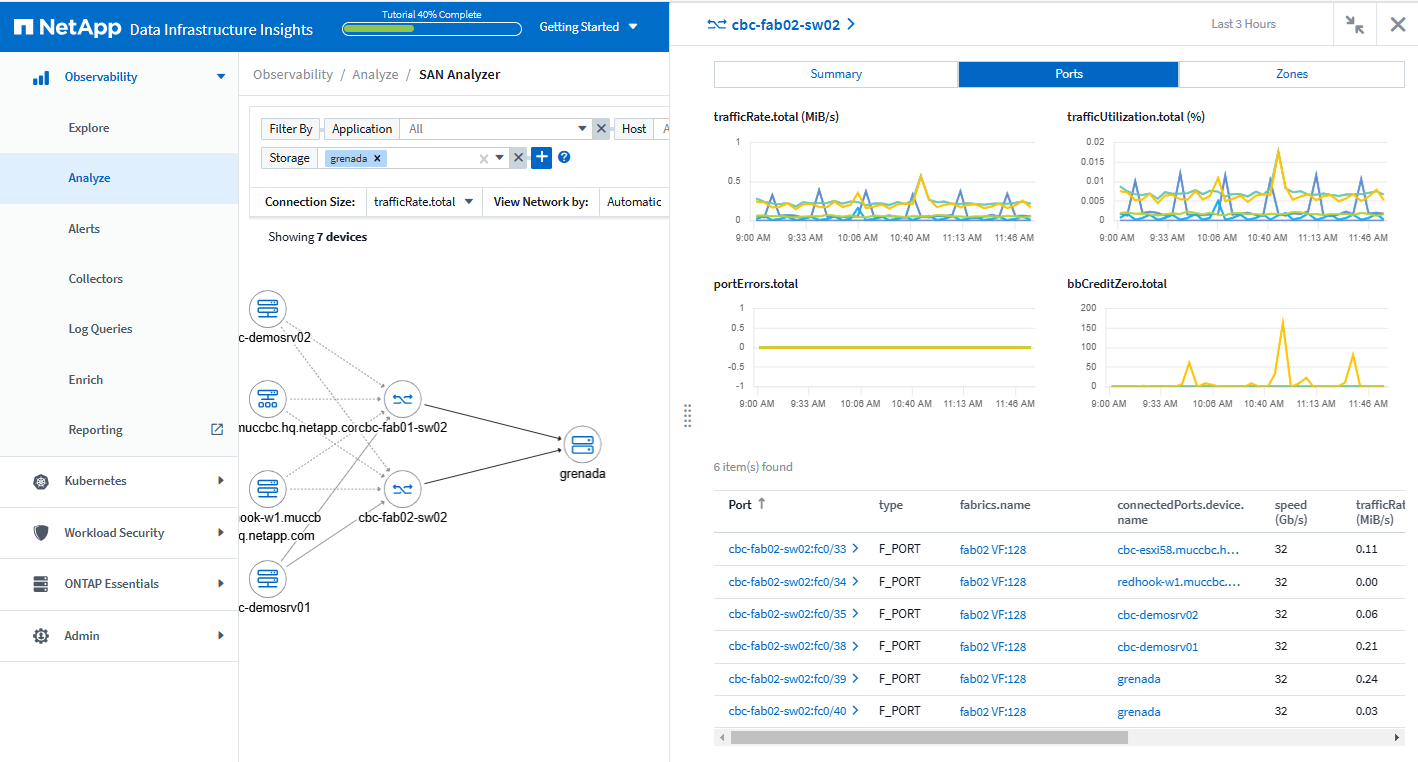 NetApp Data Infrastructure Insights
Tutorial 40% Complete
Getting Started
Observability
Explore
Analyze
Alerts
Collectors
Log Queries
Enrich
Reporting
Kubernetes
Workload Security
ONTAP Essentials
Admin
Observability / Analyze / SAN Analyzer
Filter By Application All Host
Storage grenada
Connection Size: trafficRate.total View Network by: Automatic
Showing 7 devices
c-demosrv02
muccbc.hq.netapp.cor
cbc-fab01-sw02
grenada
hook-w1.muccb
q.netapp.com
cbc-fab02-sw02
c-demosrv01
cbc-fab02-sw02
Last 3 Hours
Summary Ports Zones
trafficRate.total (MiB/s)
1
0.5
0
9:00 AM 9:33 AM 10:06 AM 10:40 AM 11:13 AM 11:46 AM
trafficUtilization.total (%)
0.02
0.015
0.01
0.005
0
9:00 AM 9:33 AM 10:06 AM 10:40 AM 11:13 AM 11:46 AM
portErrors.total
1
0.5
0
-0.5
-1
9:00 AM 9:33 AM 10:06 AM 10:40 AM 11:13 AM 11:46 AM
bbCreditZero.total
200
150
100
50
0
9:00 AM 9:33 AM 10:06 AM 10:40 AM 11:13 AM 11:46 AM
6 item(s) found
Port type fabrics.name connectedPorts.device.name speed (Gb/s) trafficRat (MiB/s)
cbc-fab02-sw02:fc0/33 F_PORT fab02 VF:128 cbc-esxi58.muccbc.h... 32 0.11
cbc-fab02-sw02:fc0/34 F_PORT fab02 VF:128 redhook-w1.muccbc.... 32 0.00
cbc-fab02-sw02:fc0/35 F_PORT fab02 VF:128 cbc-demosrv02 32 0.06
cbc-fab02-sw02:fc0/38 F_PORT fab02 VF:128 cbc-demosrv01 32 0.21
cbc-fab02-sw02:fc0/39 F_PORT fab02 VF:128 grenada 32 0.24
cbc-fab02-sw02:fc0/40 F_PORT fab02 VF:128 grenada 32 0.03